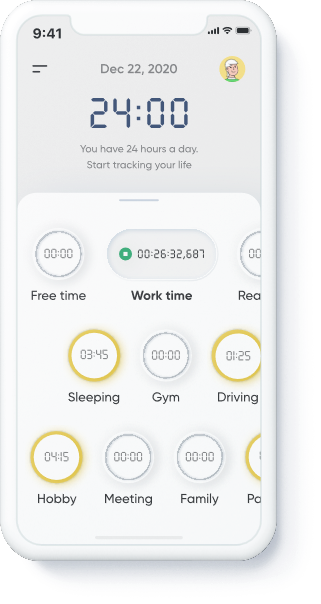 9:41
Dec 22, 2020
24:00
You have 24 hours a day.
Start tracking your life
00:00
00:26:32,687
00
Free time
Work time
Rea
03:45
00:00
01:25
Sleeping
Gym
Driving
04:15
00:00
00:00
Hobby
Meeting
Family
Pa